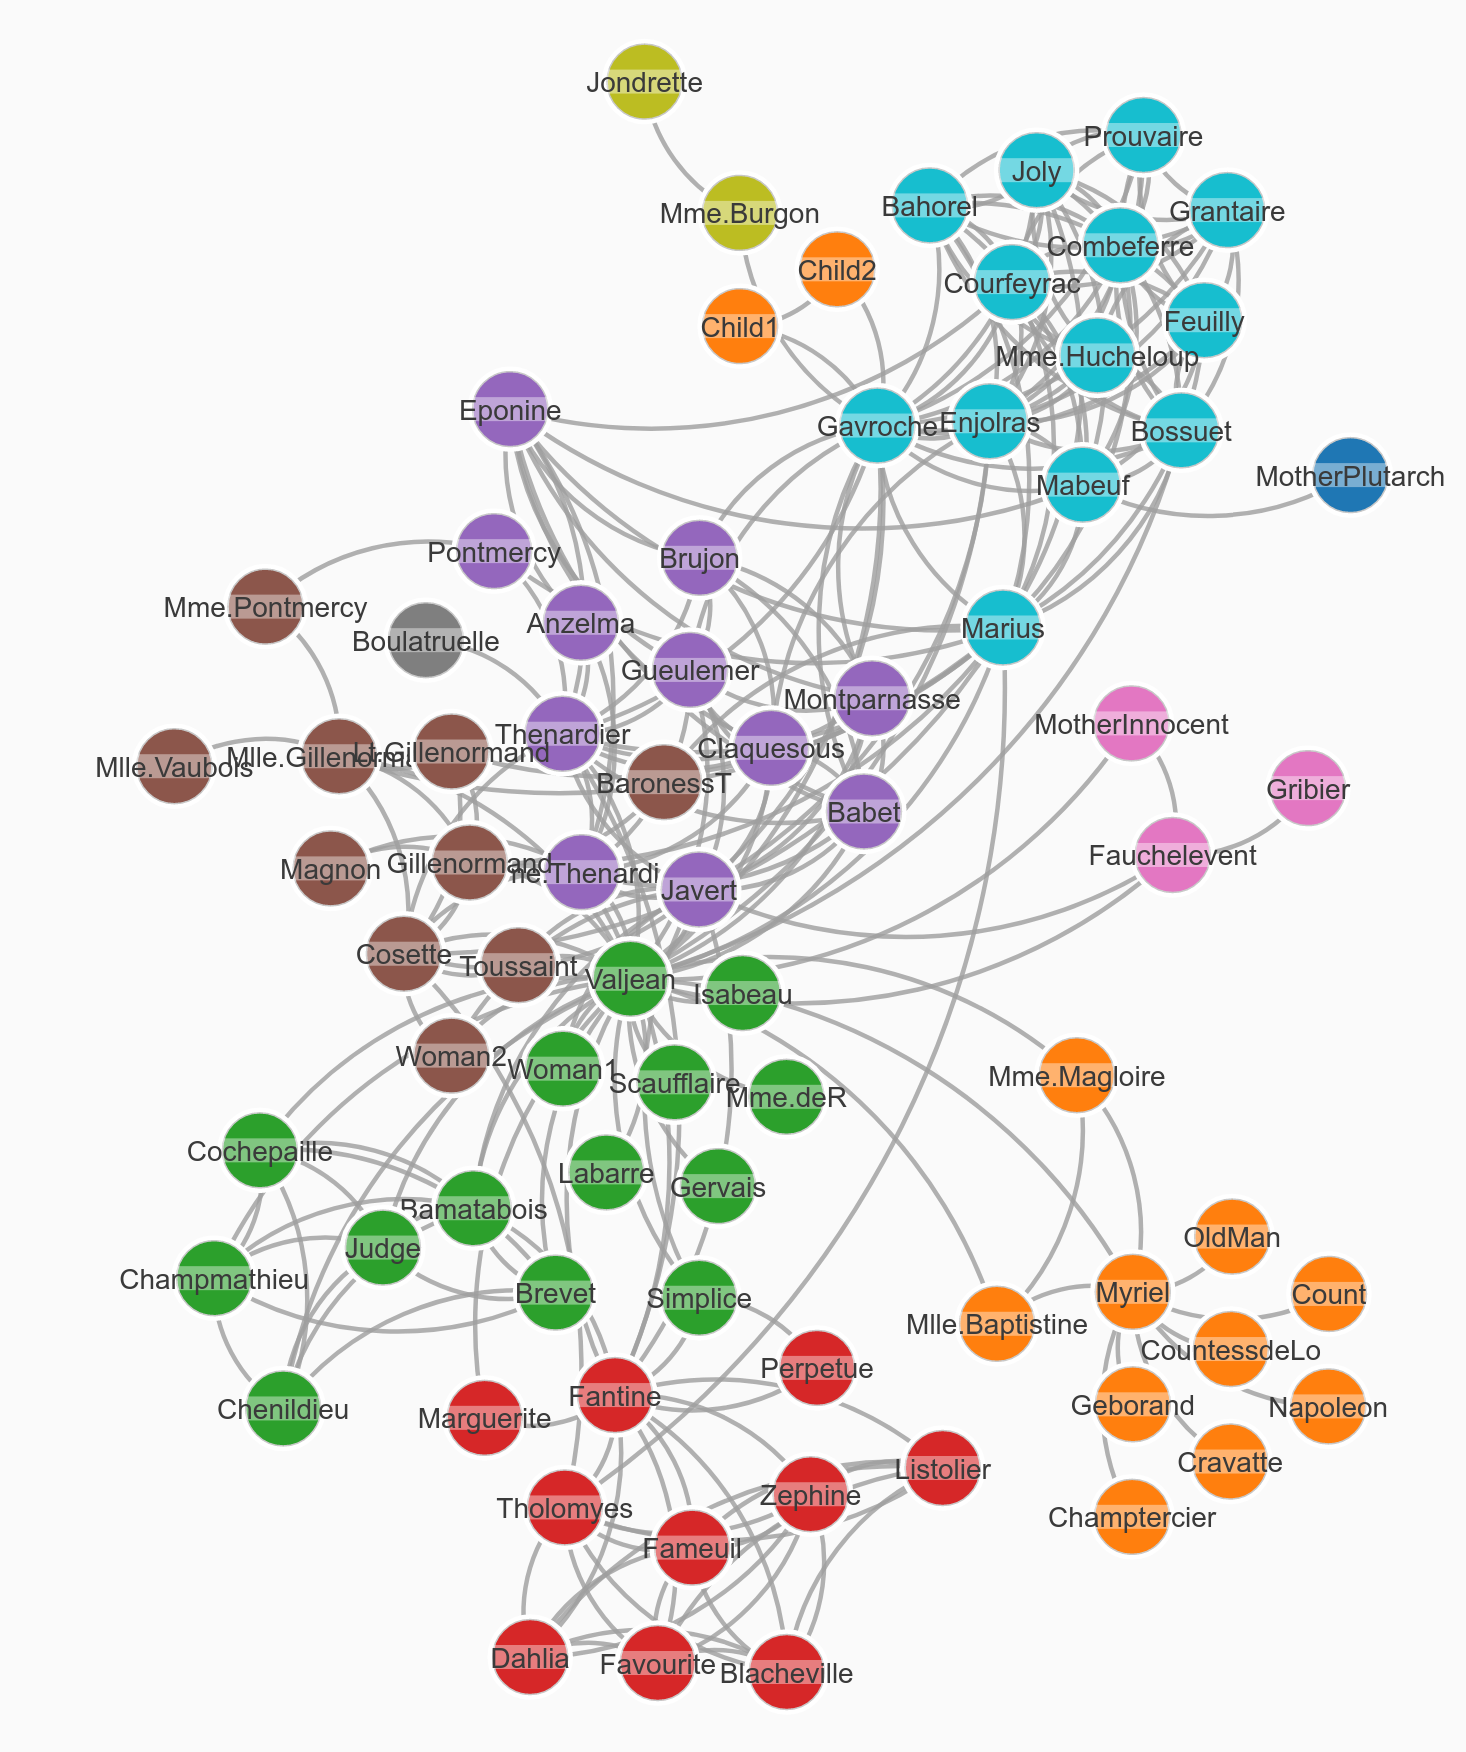 Jondrette
Prouvaire
Joly
Bahorel
Mme.Burgon
Grantaire
Combeferre
Child2
Courfeyrac
Child1
Feuilly
Mme.Hucheloup
Eponine
Gavroche
Enjolras
Bossuet
MotherPlutarch
Mabeuf
Pontmercy
Brujon
Mme.Pontmercy
Anzelma
Boulatruelle
Marius
Gueulemer
Montparnasse
MotherInnocent
Thenardier
Claquesous
Mlle.Vaubois
Mlle.Gillenorma
Lt.Gillenormand
BaronessT
Gribier
Babet
Fauchelevent
Magnon
Gillenormand
ne.Thenardi
Javert
Cosette
Toussaint
Valjean
Isabeau
Woman2
Woman1
Scaufflaire
Mme.deR
Mme.Magloire
Cochepaille
Labarre
Gervais
Bamatabois
Judge
OldMan
Champmathieu
Brevet
Simplice
Myriel
Count
Mlle.Baptistine
CountessdeLo
Perpetue
Fantine
Marguerite
Chenildieu
Geborand
Napoleon
Cravatte
Listolier
Zephine
Tholomyes
Champtercier
Fameuil
Dahlia
Favourite
Blacheville